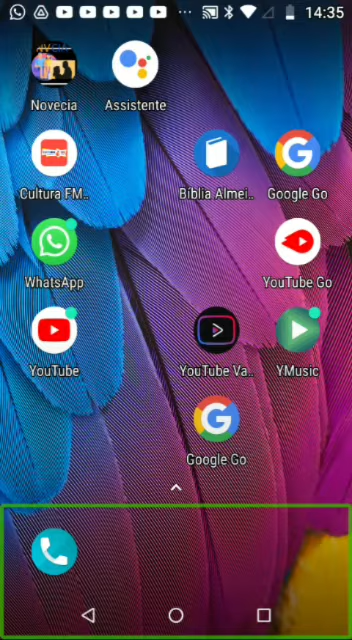 14:35
Novecia
Assistente
Cultura FM..
Bíblia Almei..
Google Go
WhatsApp
YouTube Go
YouTube
YouTube Va..
YMusic
Google Go